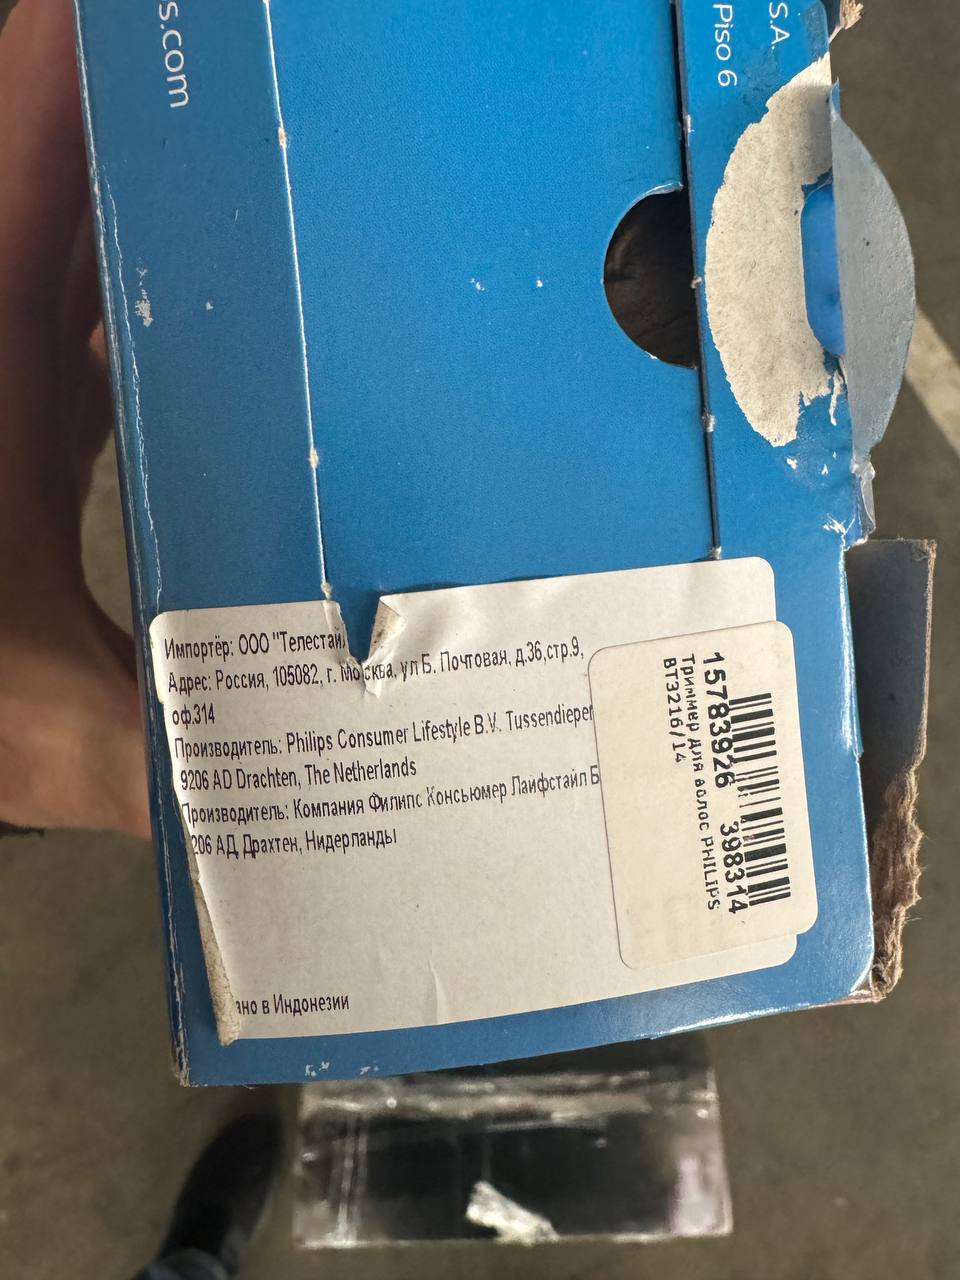 s.com
S.A.
Piso 6
Импортёр: ООО "Телестай
Адрес: Россия, 105082, г. Москва, ул Б. Почтовая, д.36,стр.9,
оф.314
Производитель: Philips Consumer Lifestyle B.V. Tussendiepen
9206 AD Drachten, The Netherlands
Производитель: Компания Филипс Консьюмер Лайфстайл Б
206 АД, Драхтен, Нидерланды
ано в Индонезии
15783926 398314
Триммер для волос PHILIPS
BT3216/14